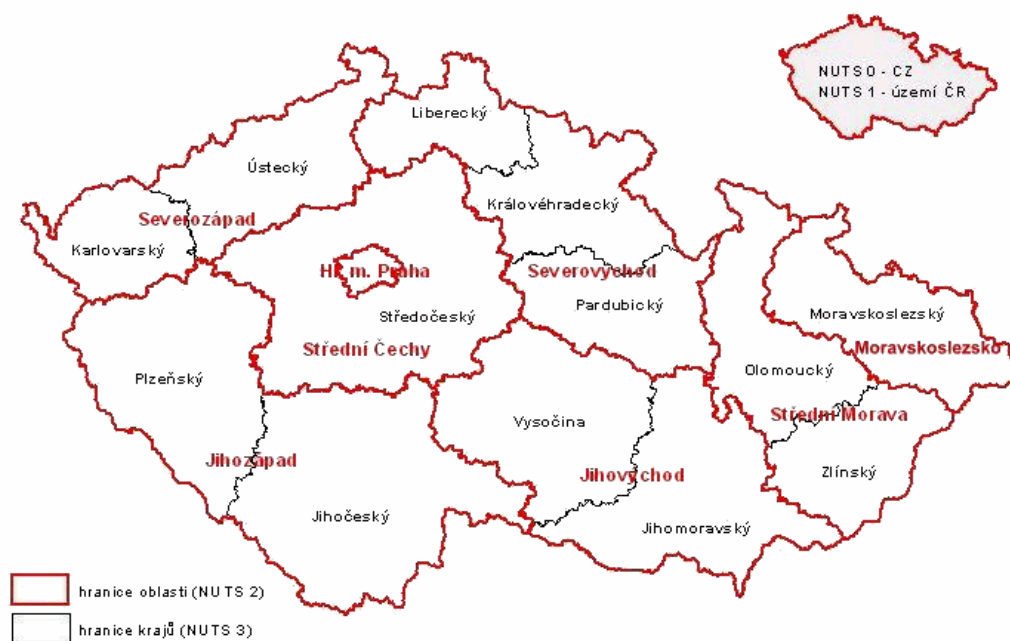 NUTS 0 - CZ
NUTS 1 - území ČR
Liberecký
Ústecký
Královéhradecký
Severozápad
Karlovarský
Hl. m. Praha
Severovýchod
Pardubický
Středočeský
Moravskoslezský
Střední Čechy
Moravskoslezsko
Plzeňský
Olomoucký
Střední Morava
Vysočina
Jihozápad
Jihovýchod
Zlínský
Jihočeský
Jihomoravský
hranice oblastí (NUTS 2)
hranice krajů (NUTS 3)